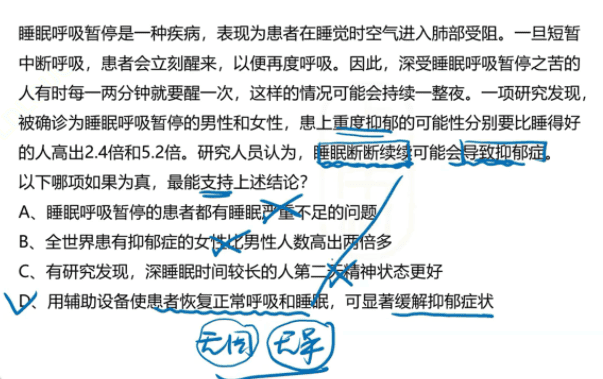 睡眠呼吸暂停是一种疾病，表现为患者在睡觉时空气进入肺部受阻。一旦短暂
中断呼吸，患者会立刻醒来，以便再度呼吸。因此，深受睡眠呼吸暂停之苦的
人有时每一两分钟就要醒一次，这样的情况可能会持续一整夜。一项研究发现，
被确诊为睡眠呼吸暂停的男性和女性，患上重度抑郁的可能性分别要比睡得好
的人高出2.4倍和5.2倍。研究人员认为，睡眠断断续续可能会导致抑郁症。
以下哪项如果为真，最能支持上述结论？
A、睡眠呼吸暂停的患者都有睡眠严重不足的问题
B、全世界患有抑郁症的女性比男性人数高出两倍多
C、有研究发现，深睡眠时间较长的人第二天精神状态更好
D、用辅助设备使患者恢复正常呼吸和睡眠，可显著缓解抑郁症状
无因 无果